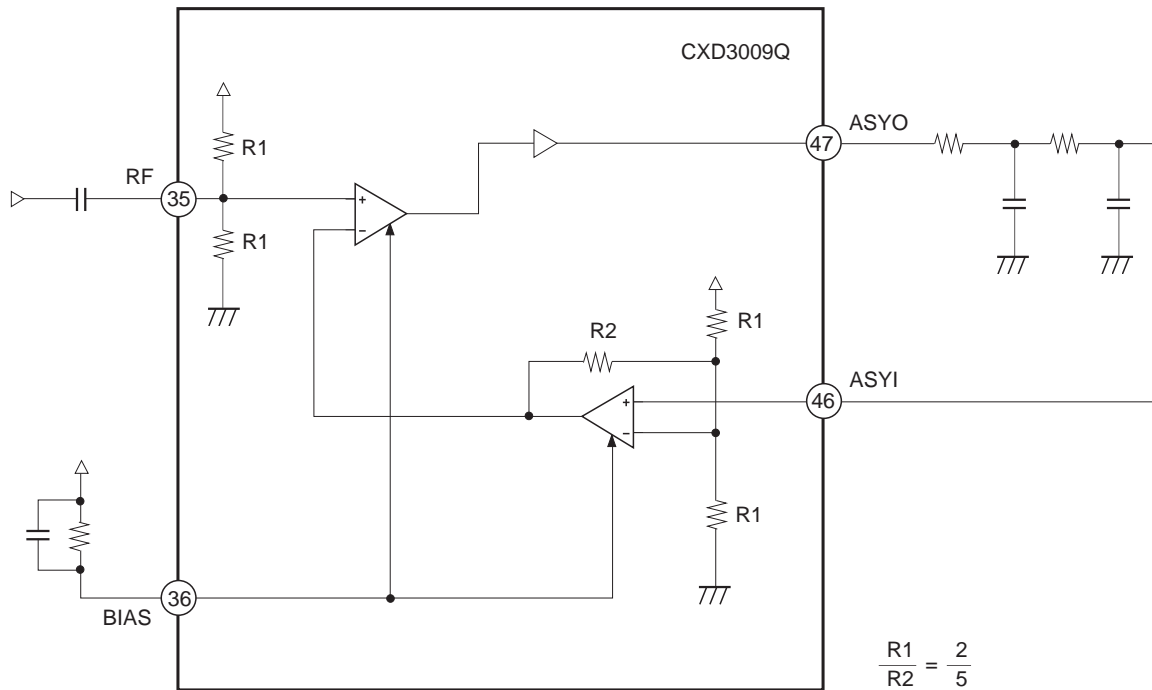 CXD3009Q
ASYO
47
R1
RF
35
+
–
R1
R1
R2
ASYI
46
+
–
R1
36
BIAS
R1
R2
=
2
5